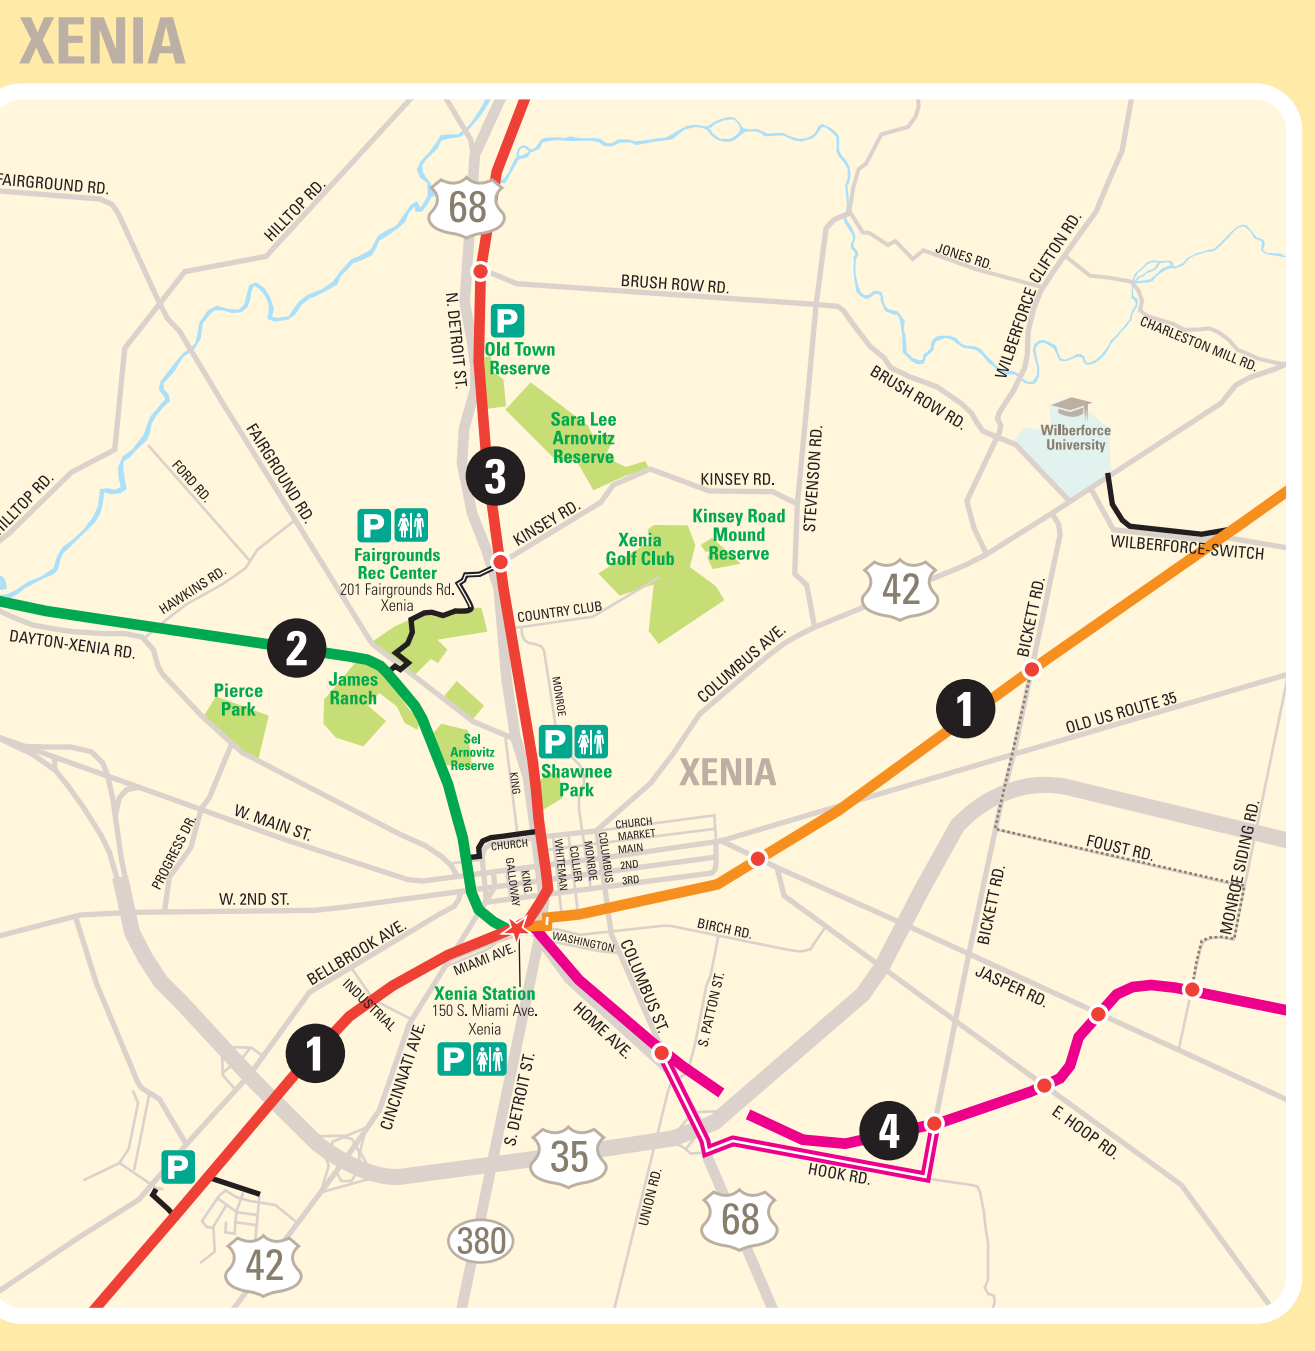 XENIA
FAIRGROUND RD.
HILLTOP RD.
68
BRUSH ROW RD.
JONES RD.
WILBERFORCE CLIFTON RD.
CHARLESTON MILL RD.
N. DETROIT ST.
P
Old Town
Reserve
BRUSH ROW RD.
Sara Lee
Arnovitz
Reserve
Wilberforce
University
FAIRGROUND RD.
FORD RD.
HILLTOP RD.
3
KINSEY RD.
KINSEY RD.
STEVENSON RD.
P
Fairgrounds
Rec Center
201 Fairgrounds Rd.
Xenia
Xenia
Golf Club
Kinsey Road
Mound
Reserve
WILBERFORCE-SWITCH
42
HAWKINS RD.
COUNTRY CLUB
BICKETT RD.
DAYTON-XENIA RD.
2
COLUMBUS AVE.
James
Ranch
Pierce
Park
MONROE
1
OLD US ROUTE 35
Sel
Arnovitz
Reserve
P
Shawnee
Park
KING
XENIA
W. MAIN ST.
PROGRESS DR.
CHURCH
CHURCH
MARKET
MAIN
2ND
3RD
GALLOWAY
KING
WHITEMAN
COLLIER
MONROE
COLUMBUS
FOUST RD.
MONROE SIDING RD.
W. 2ND ST.
BICKETT RD.
BELLBROOK AVE.
MIAMI AVE.
WASHINGTON
BIRCH RD.
COLUMBUS ST.
S. PATTON ST.
JASPER RD.
INDUSTRIAL
Xenia Station
150 S. Miami Ave.
Xenia
P
HOME AVE.
1
CINCINNATI AVE.
S. DETROIT ST.
4
E. HOOP RD.
P
35
HOOK RD.
UNION RD.
68
380
42